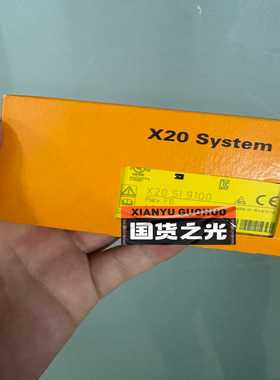 X20 System
X20 SI 9100
XIANYU GUOHUO
国货之光